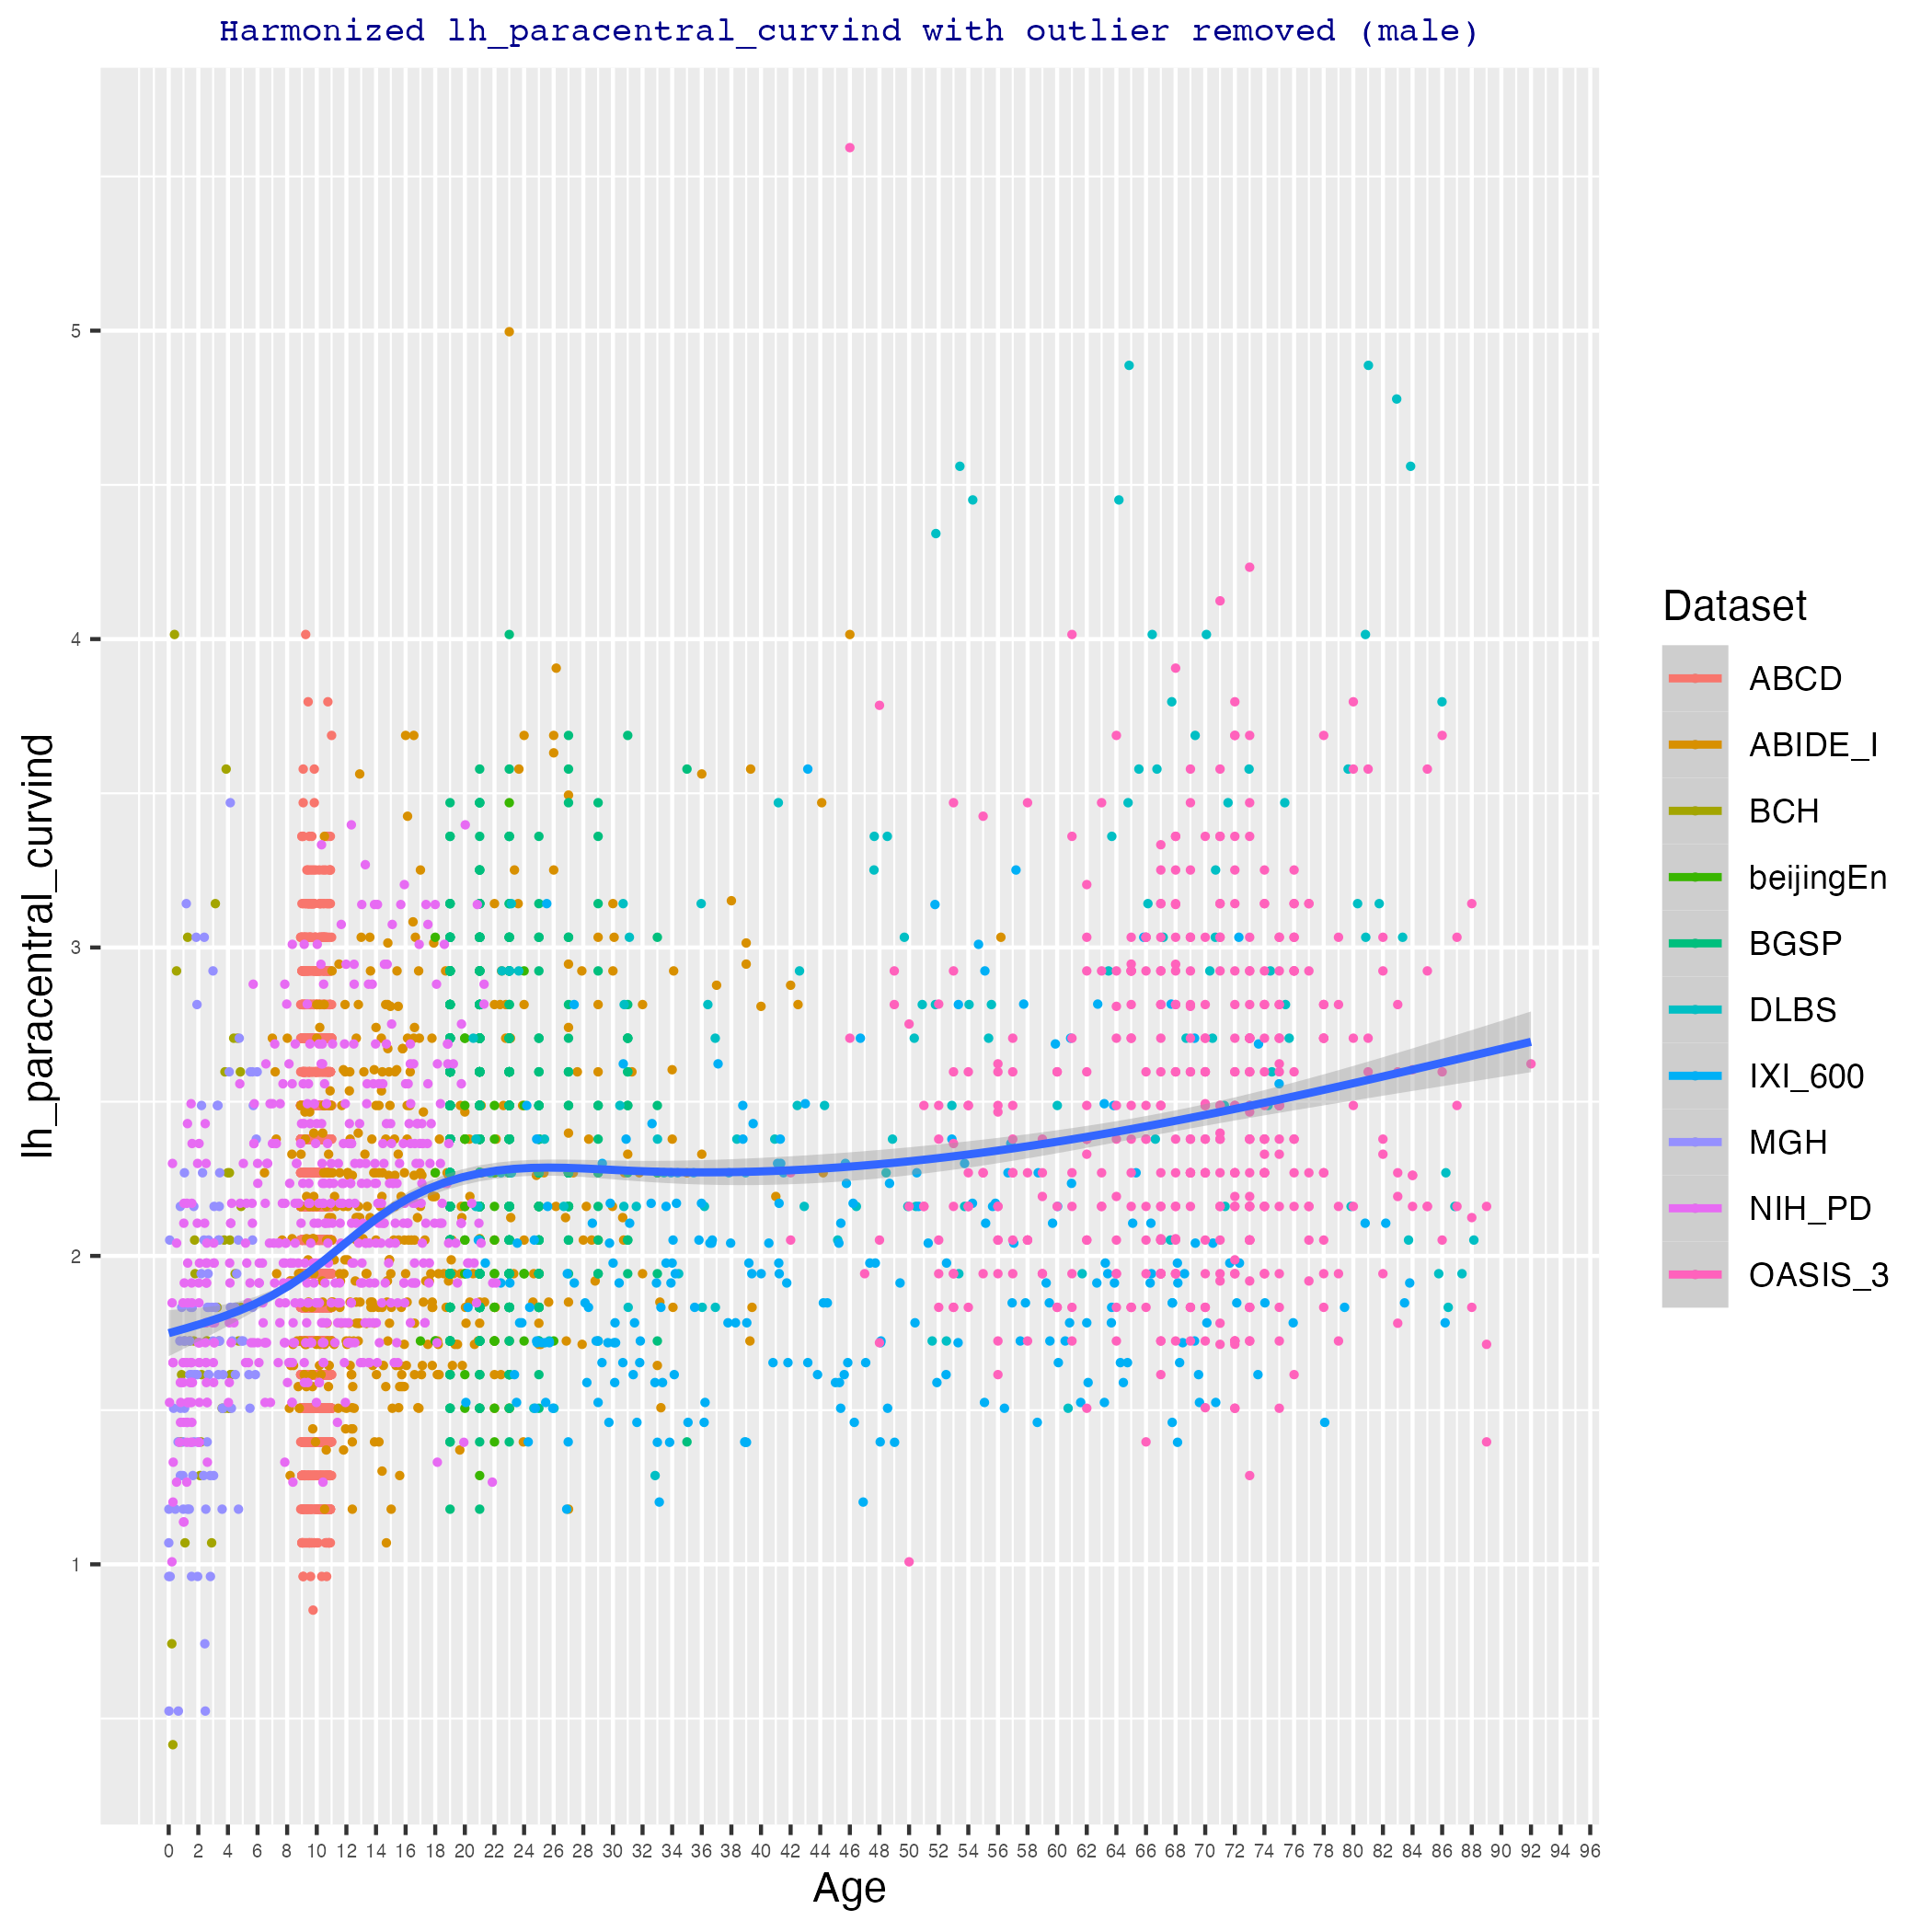 Harmonized lh_paracentral_curvind with outlier removed (male)
lh_paracentral_curvind
5
4
3
2
1
0 2 4 6 8 10 12 14 16 18 20 22 24 26 28 30 32 34 36 38 40 42 44 46 48 50 52 54 56 58 60 62 64 66 68 70 72 74 76 78 80 82 84 86 88 90 92 94 96
Age
Dataset
ABCD
ABIDE_I
BCH
beijingEn
BGSP
DLBS
IXI_600
MGH
NIH_PD
OASIS_3